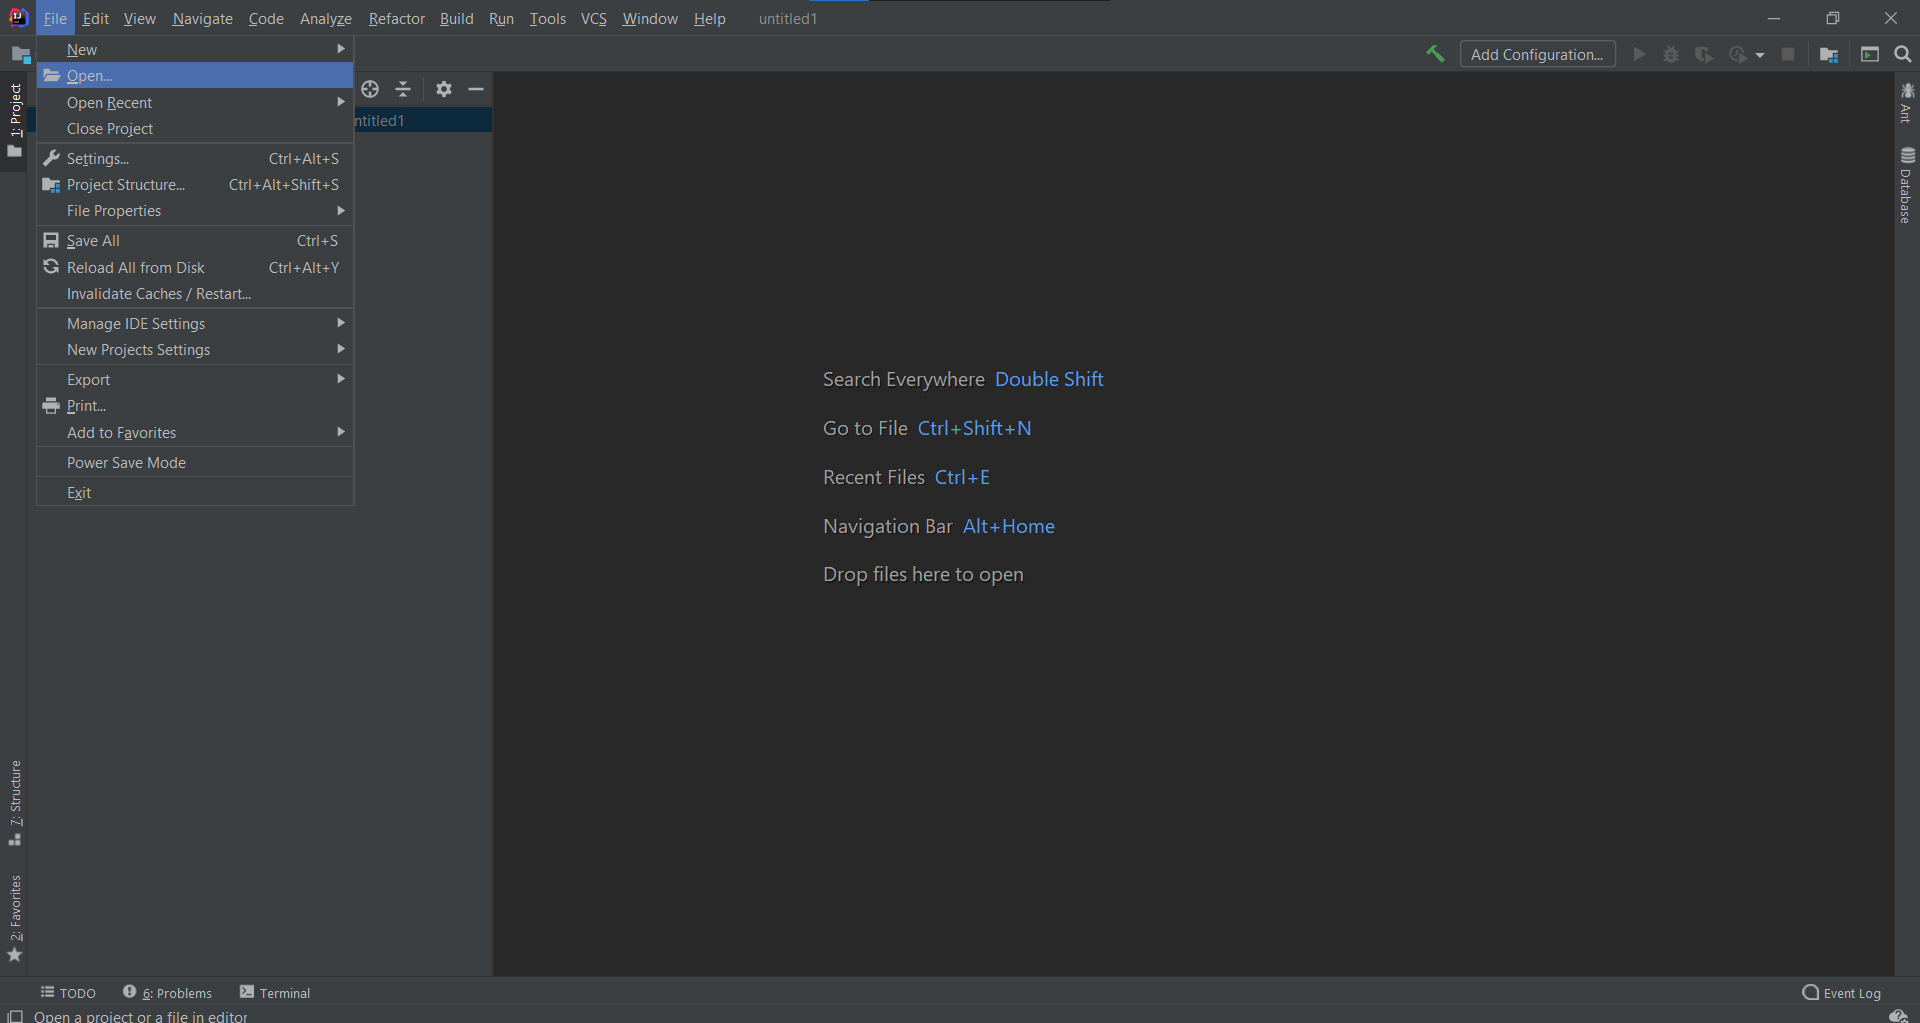 File Edit View Navigate Code Analyze Refactor Build Run Tools VCS Window Help untitled1
Add Configuration...
New
Open...
Open Recent
Close Project
Settings... Ctrl+Alt+S
Project Structure... Ctrl+Alt+Shift+S
File Properties
Save All Ctrl+S
Reload All from Disk Ctrl+Alt+Y
Invalidate Caches / Restart...
Manage IDE Settings
New Projects Settings
Export
Print...
Add to Favorites
Power Save Mode
Exit
ntitled1
1: Project
7: Structure
2: Favorites
Search Everywhere Double Shift
Go to File Ctrl+Shift+N
Recent Files Ctrl+E
Navigation Bar Alt+Home
Drop files here to open
Ant
Database
TODO 6: Problems Terminal Event Log
Open a project or a file in editor